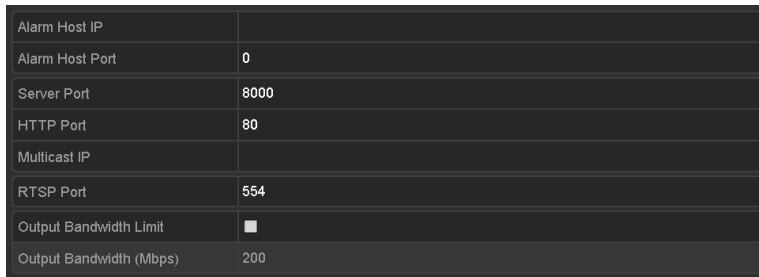 Alarm Host IP
Alarm Host Port 0
Server Port 8000
HTTP Port 80
Multicast IP
RTSP Port 554
Output Bandwidth Limit
Output Bandwidth (Mbps) 200